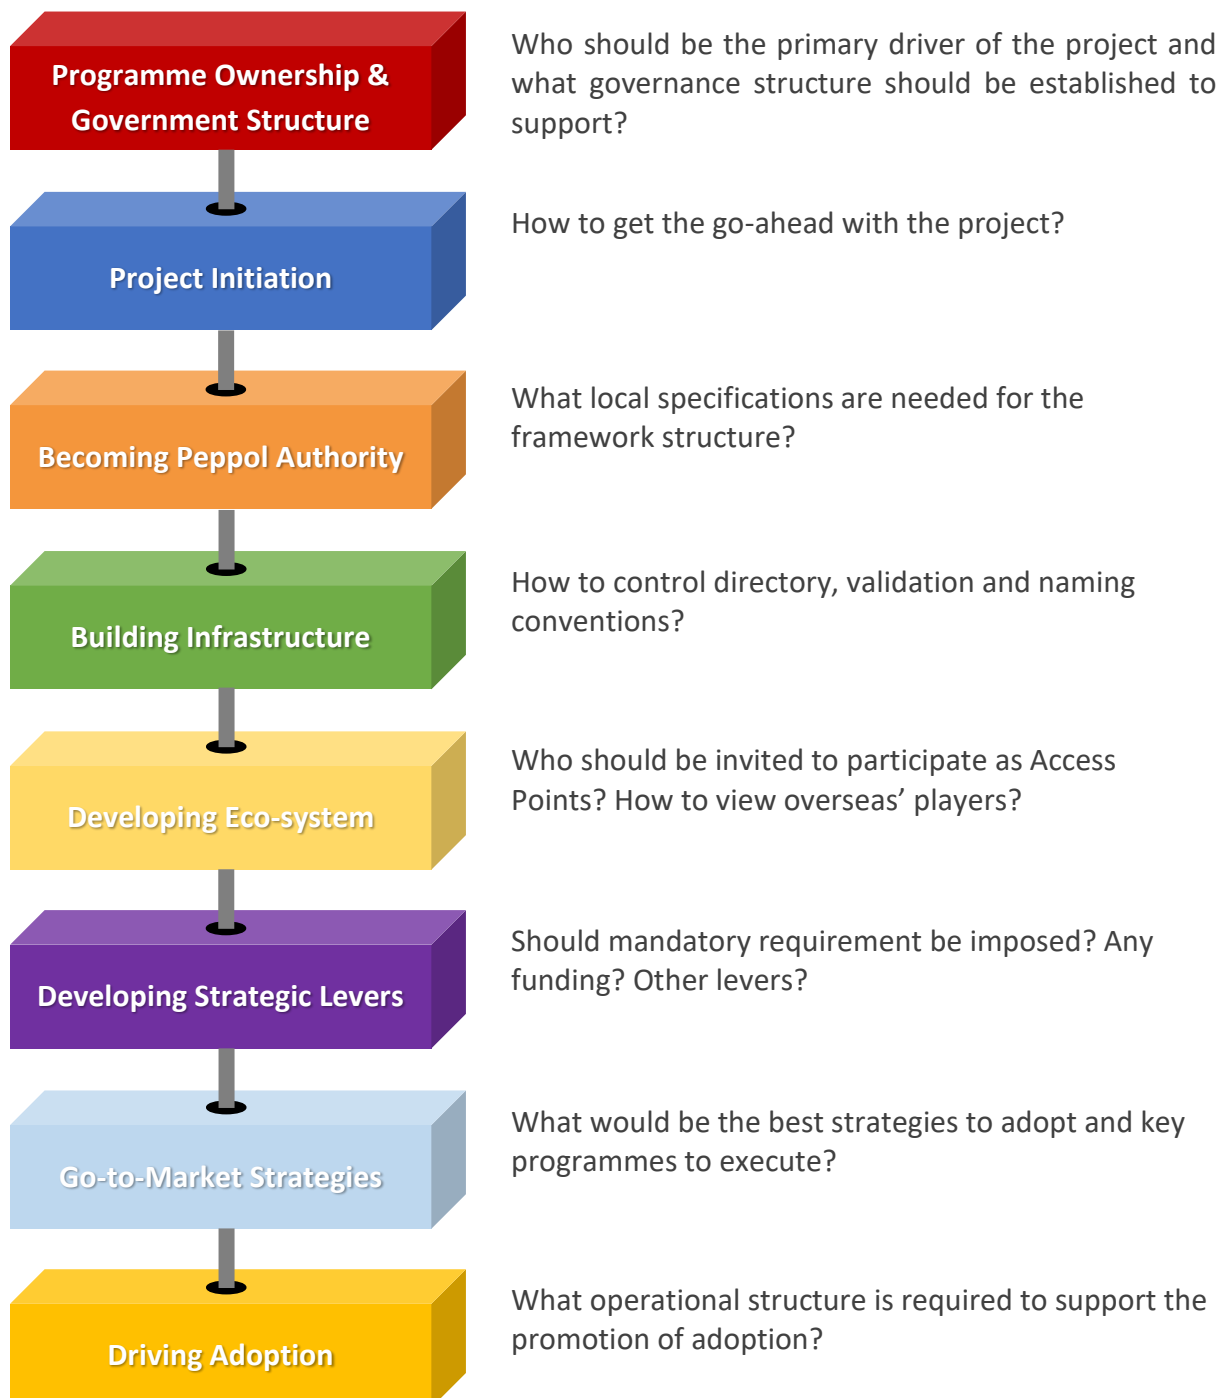 Programme Ownership &
Government Structure
Who should be the primary driver of the project and
what governance structure should be established to
support?
Project Initiation
How to get the go-ahead with the project?
Becoming Peppol Authority
What local specifications are needed for the
framework structure?
Building Infrastructure
How to control directory, validation and naming
conventions?
Developing Eco-system
Who should be invited to participate as Access
Points? How to view overseas’ players?
Developing Strategic Levers
Should mandatory requirement be imposed? Any
funding? Other levers?
Go-to-Market Strategies
What would be the best strategies to adopt and key
programmes to execute?
Driving Adoption
What operational structure is required to support the
promotion of adoption?